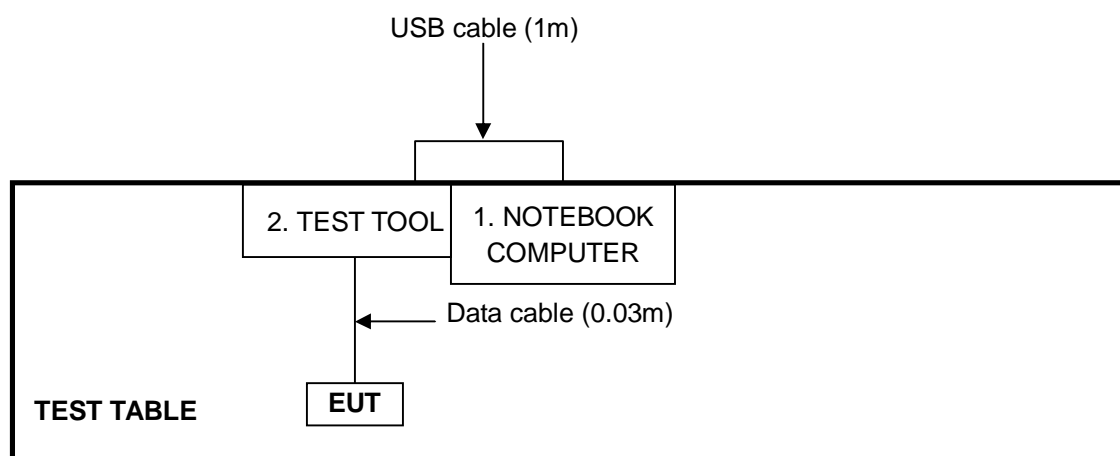 USB cable (1m)
2. TEST TOOL
1. NOTEBOOK
COMPUTER
Data cable (0.03m)
EUT
TEST TABLE